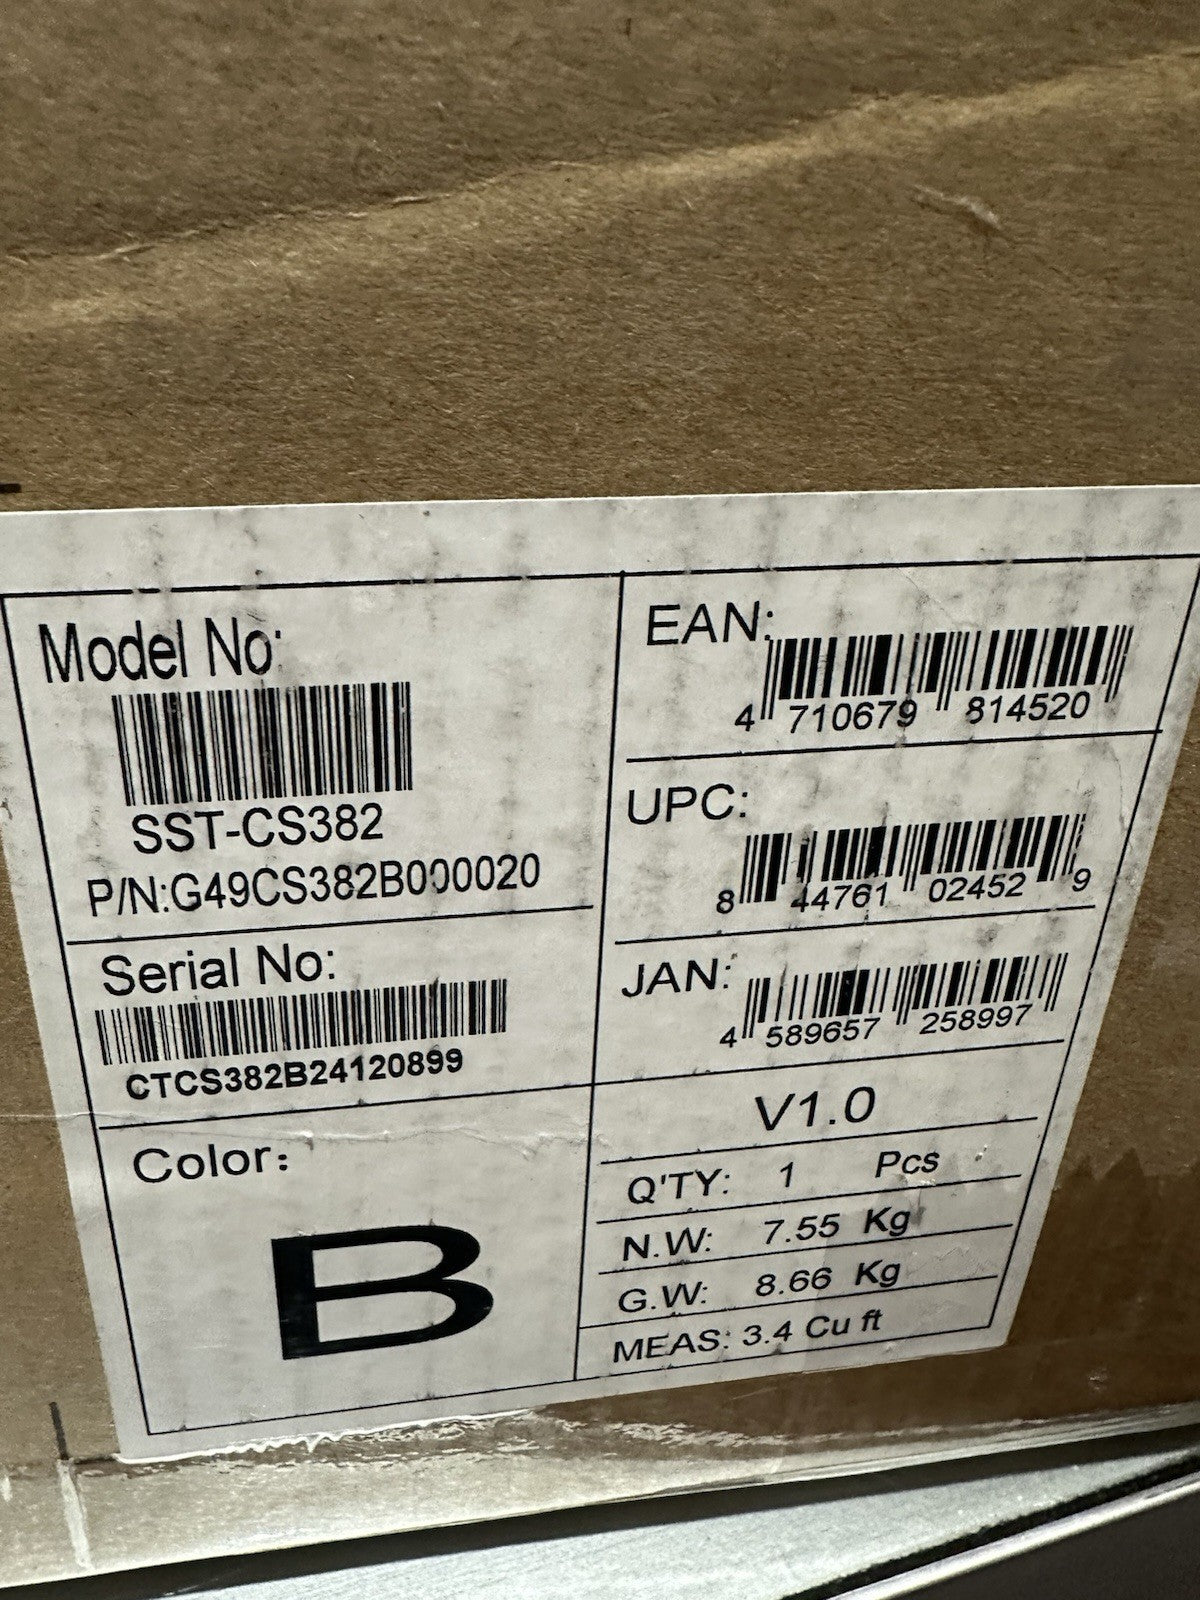 Model No:
SST-CS382
P/N:G49CS382B000020
Serial No:
CTCS382B24120899
Color:
B
EAN:
4 710679 814520
UPC:
8 44761 02452 9
JAN:
4 589657 258997
V1.0
Q'TY: 1 Pcs
N.W: 7.55 Kg
G.W: 8.66 Kg
MEAS: 3.4 Cu ft